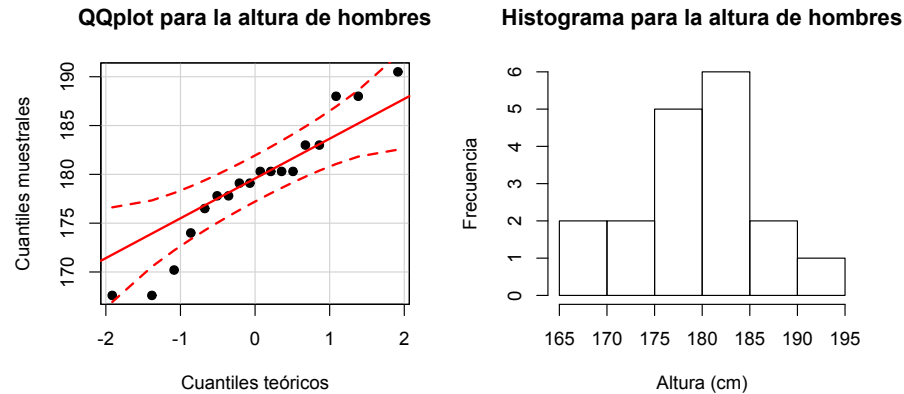 QQplot para la altura de hombres
Cuantiles muestrales
170 175 180 185 190
-2 -1 0 1 2
Cuantiles teóricos
Histograma para la altura de hombres
Frecuencia
0 1 2 3 4 5 6
165 170 175 180 185 190 195
Altura (cm)